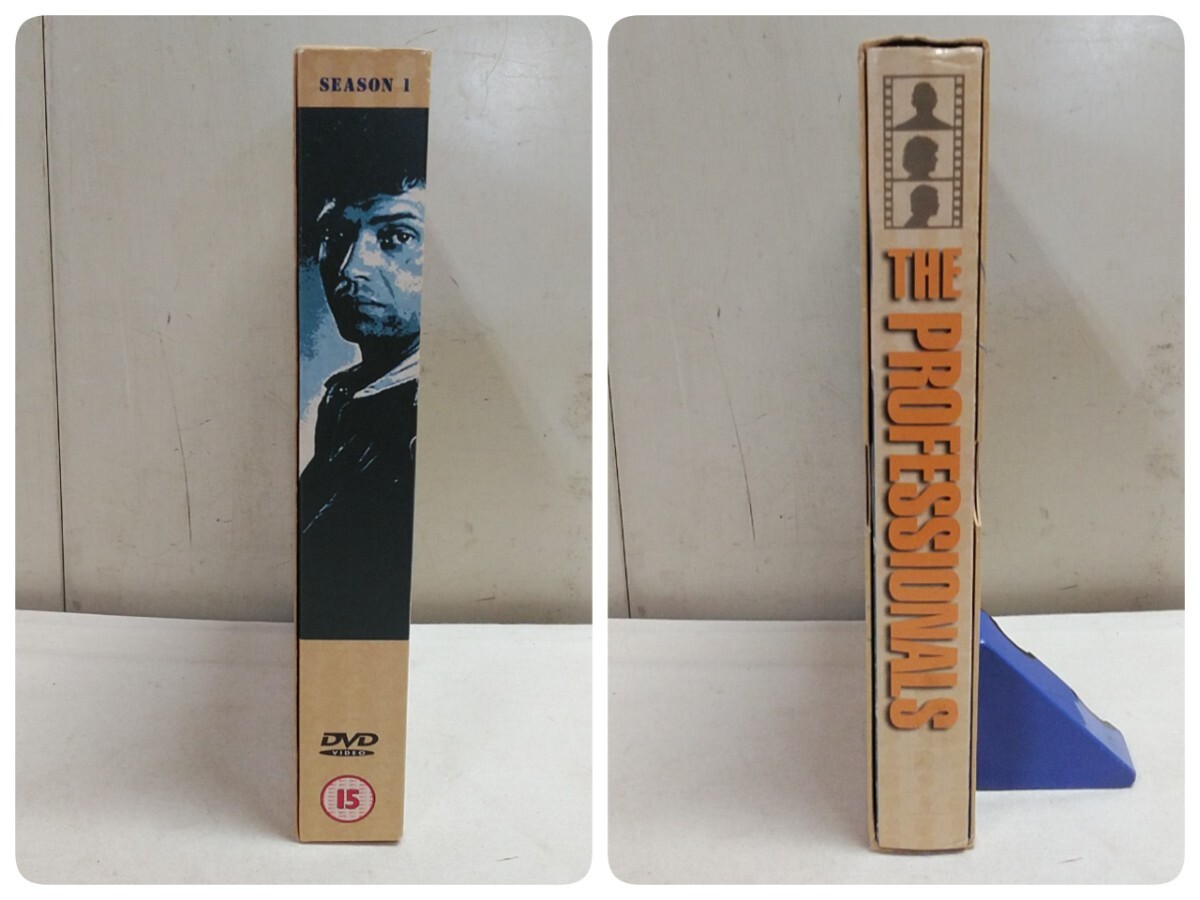 SEASON 1
DVD
VIDEO
15
THE PROFESSIONALS